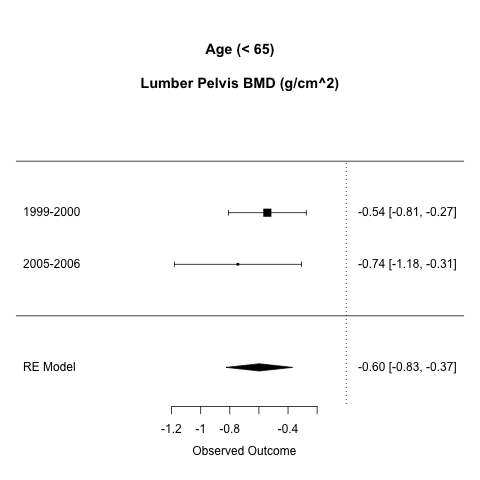 Age (< 65)
Lumber Pelvis BMD (g/cm^2)
1999-2000 -0.54 [-0.81, -0.27]
2005-2006 -0.74 [-1.18, -0.31]
RE Model -0.60 [-0.83, -0.37]
-1.2 -1 -0.8 -0.4
Observed Outcome